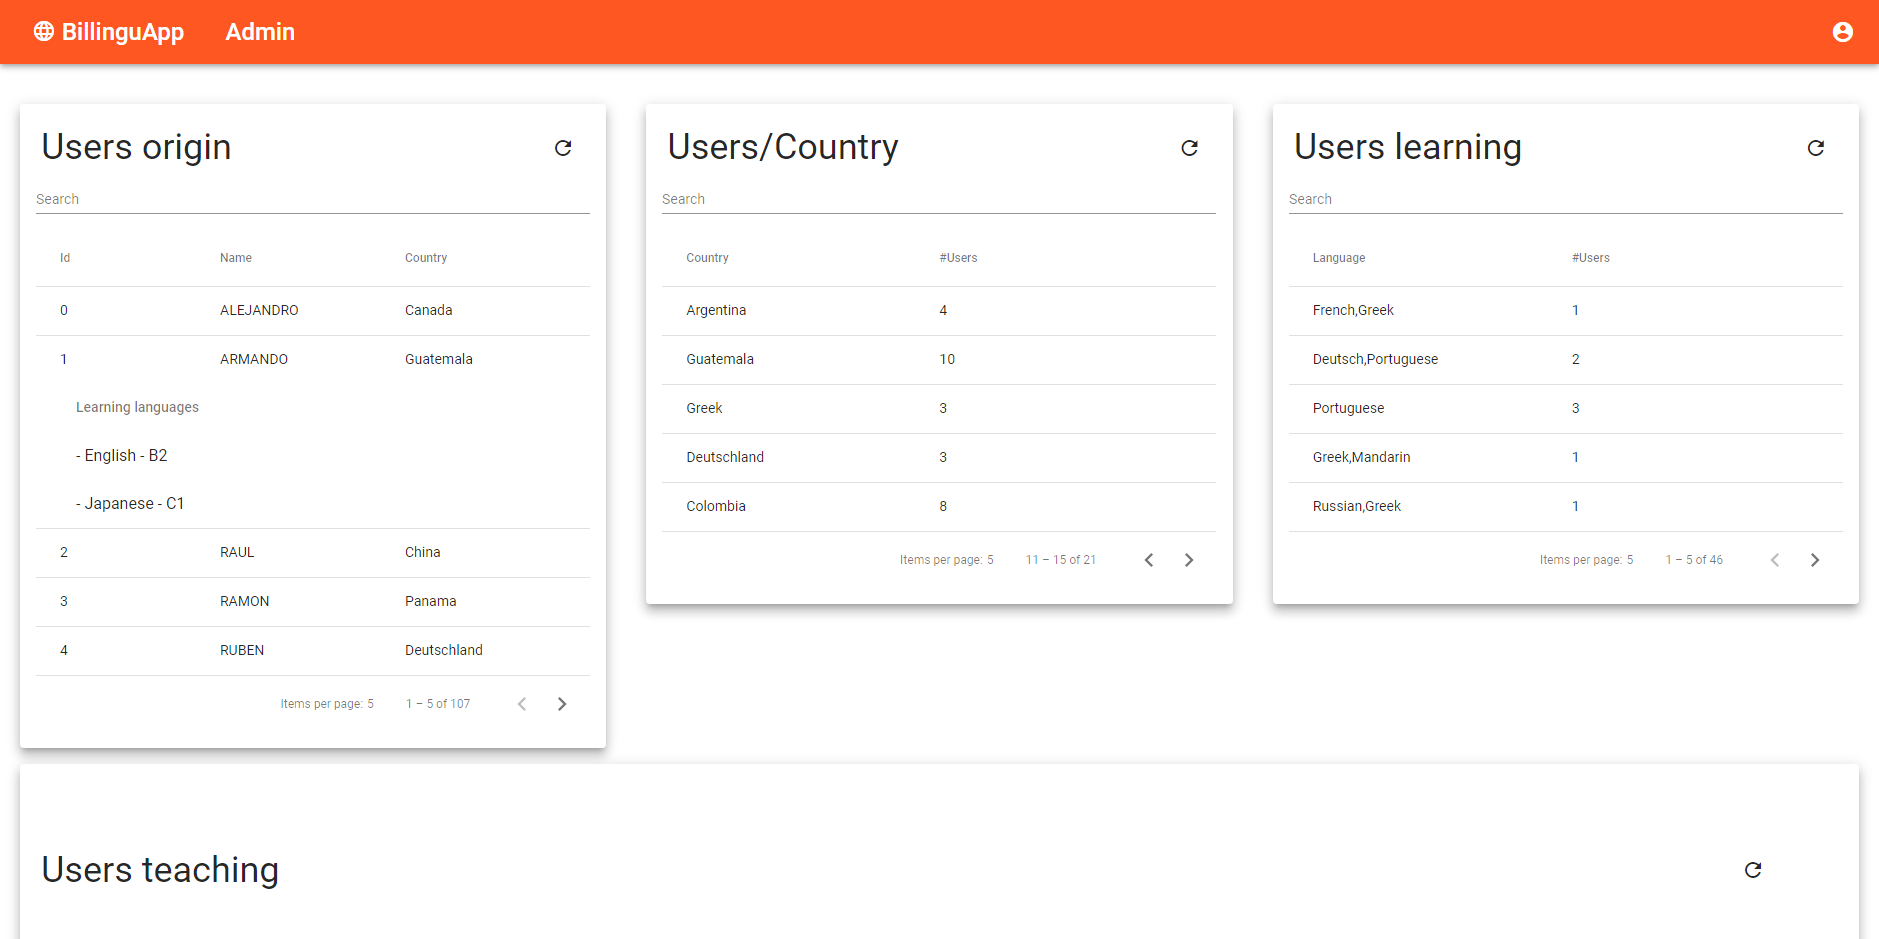 BillinguApp Admin
Users origin
Search
Id Name Country
0 ALEJANDRO Canada
1 ARMANDO Guatemala
Learning languages
- English - B2
- Japanese - C1
2 RAUL China
3 RAMON Panama
4 RUBEN Deutschland
Items per page: 5 1 – 5 of 107
Users/Country
Search
Country #Users
Argentina 4
Guatemala 10
Greek 3
Deutschland 3
Colombia 8
Items per page: 5 11 – 15 of 21
Users learning
Search
Language #Users
French,Greek 1
Deutsch,Portuguese 2
Portuguese 3
Greek,Mandarin 1
Russian,Greek 1
Items per page: 5 1 – 5 of 46
Users teaching